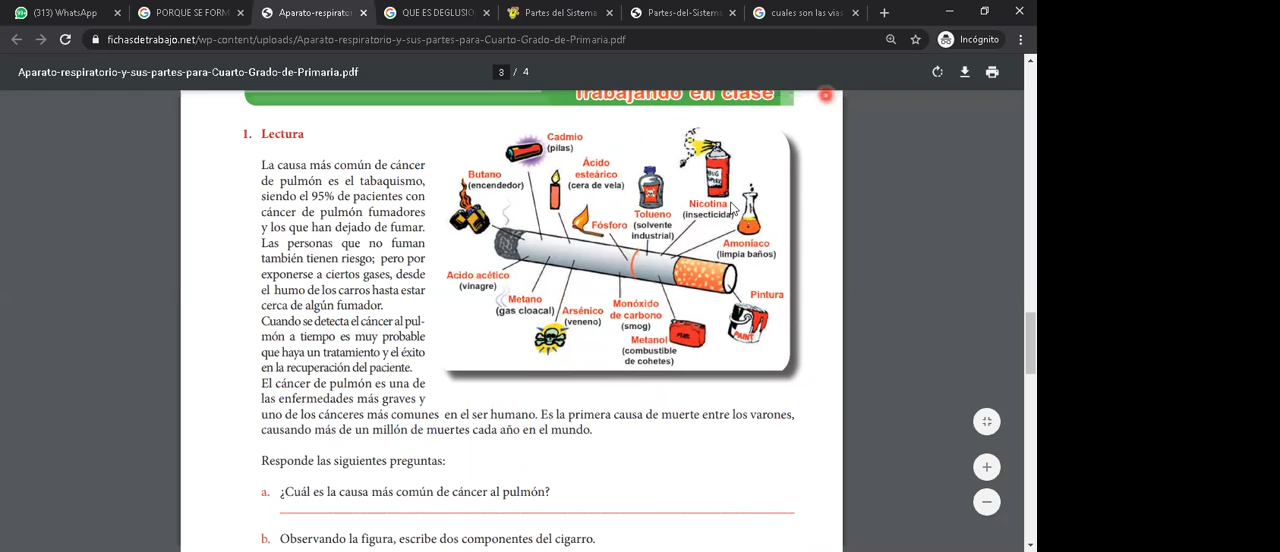 (313) WhatsApp
PORQUE SE FORM
Aparato-respirator
QUE ES DEGLUSIO
Partes del Sistema
Partes-del-Sistema
cuales son las vias
fichasdetrabajo.net/wp-content/uploads/Aparato-respiratorio-y-sus-partes-para-Cuarto-Grado-de-Primaria.pdf
Incógnito
Aparato-respiratorio-y-sus-partes-para-Cuarto-Grado-de-Primaria.pdf
3 / 4
Trabajando en clase
1. Lectura
La causa más común de cáncer
de pulmón es el tabaquismo,
siendo el 95% de pacientes con
cáncer de pulmón fumadores
y los que han dejado de fumar.
Las personas que no fuman
también tienen riesgo; pero por
exponerse a ciertos gases, desde
el humo de los carros hasta estar
cerca de algún fumador.
Cuando se detecta el cáncer al pul-
món a tiempo es muy probable
que haya un tratamiento y el éxito
en la recuperación del paciente.
El cáncer de pulmón es una de
las enfermedades más graves y
uno de los cánceres más comunes en el ser humano. Es la primera causa de muerte entre los varones,
causando más de un millón de muertes cada año en el mundo.
Cadmio
(pilas)
Butano
(encendedor)
Ácido
esteárico
(cera de vela)
Fósforo
Tolueno
(solvente
industrial)
Nicotina
(insecticida)
Amoníaco
(limpia baños)
Acido acético
(vinagre)
Metano
(gas cloacal)
Arsénico
(veneno)
Monóxido
de carbono
(smog)
Metanol
(combustible
de cohetes)
Pintura
PAINT
Responde las siguientes preguntas:
a. ¿Cuál es la causa más común de cáncer al pulmón?
b. Observando la figura, escribe dos componentes del cigarro.